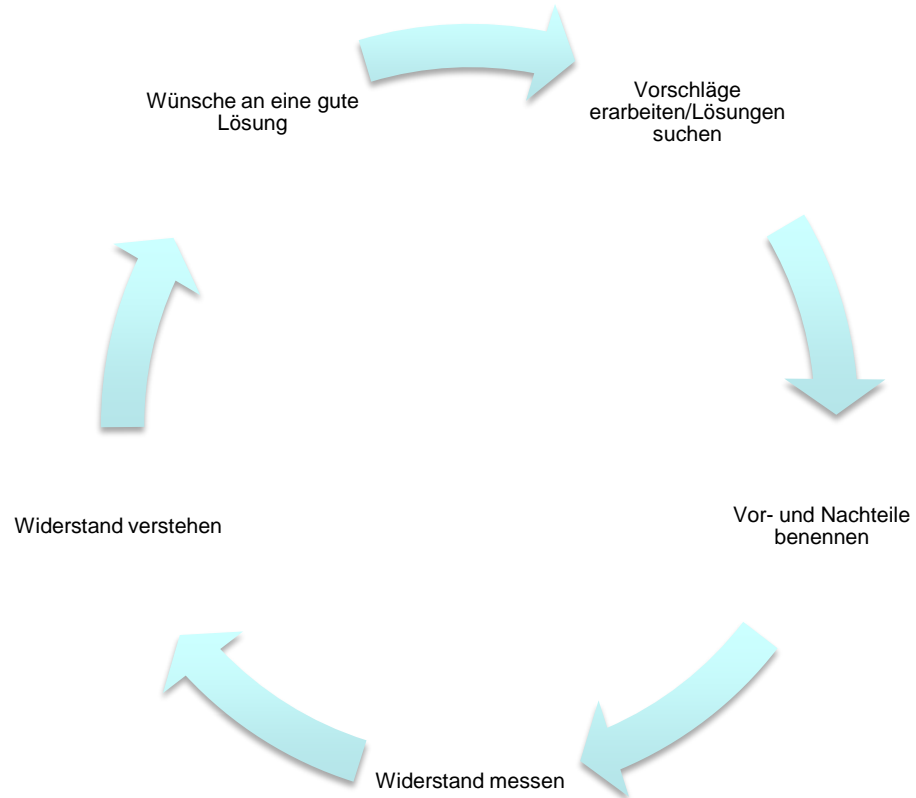 Wünsche an eine gute
Lösung
Vorschläge
erarbeiten/Lösungen
suchen
Vor- und Nachteile
benennen
Widerstand messen
Widerstand verstehen